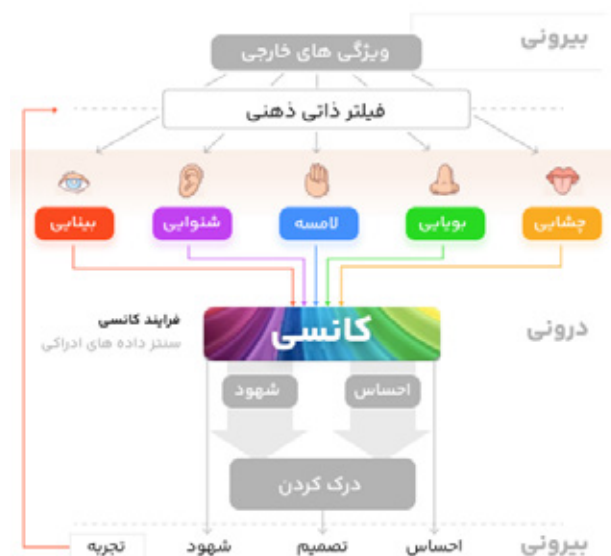 بیرونی
ویژگی های خارجی
فیلتر ذاتی ذهنی
چشایی
بویایی
لامسه
شنوایی
بینایی
کانسی
فرایند کانسی
سنتز داده های ادراکی
درونی
احساس
شهود
درک کردن
بیرونی
احساس
تصمیم
شهود
تجربه